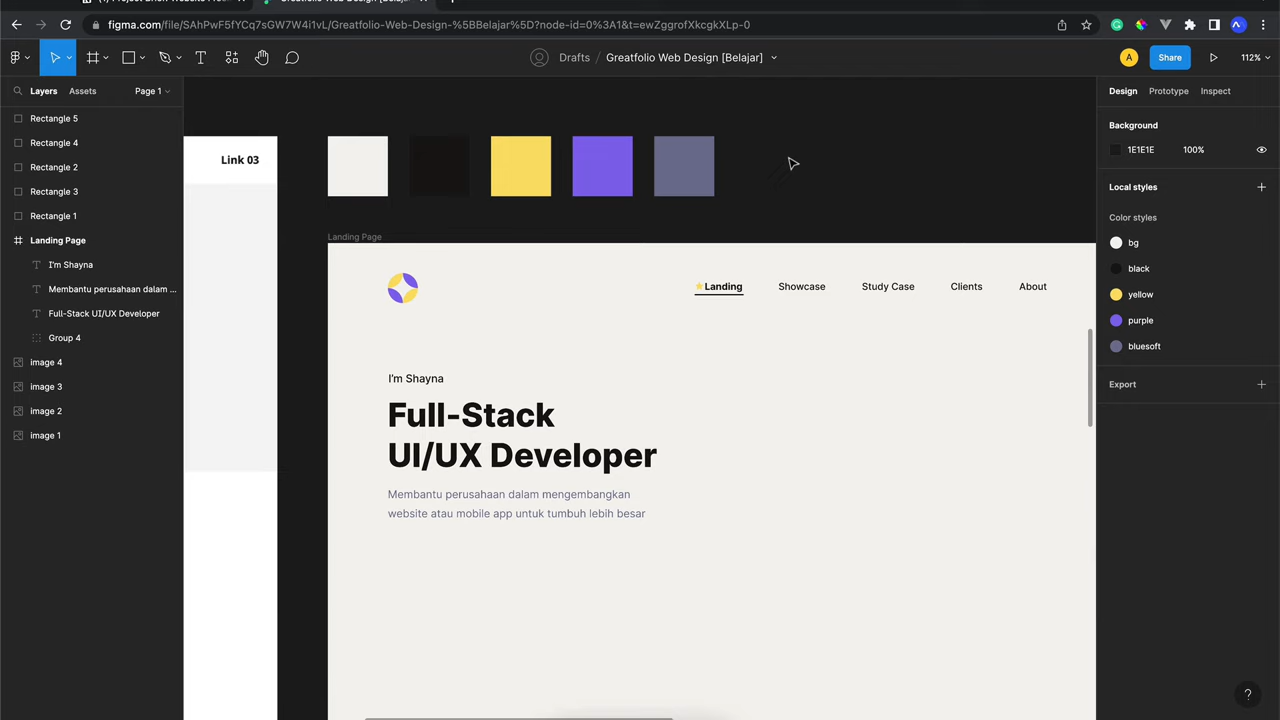 figma.com/file/SAhPwF5fYCq7sGW7W4i1vL/Greatfolio-Web-Design-%5BBelajar%5D?node-id=0%3A1&t=ewZggrofXkcgkXLp-0
Drafts / Greatfolio Web Design [Belajar]
A
Share
112%
Layers
Assets
Page 1
Rectangle 5
Rectangle 4
Rectangle 2
Rectangle 3
Rectangle 1
Landing Page
I'm Shayna
Membantu perusahaan dalam ...
Full-Stack UI/UX Developer
Group 4
image 4
image 3
image 2
image 1
Link 03
Landing Page
Landing
Showcase
Study Case
Clients
About
I'm Shayna
Full-Stack
UI/UX Developer
Membantu perusahaan dalam mengembangkan
website atau mobile app untuk tumbuh lebih besar
Design
Prototype
Inspect
Background
1E1E1E
100%
Local styles
Color styles
bg
black
yellow
purple
bluesoft
Export
?